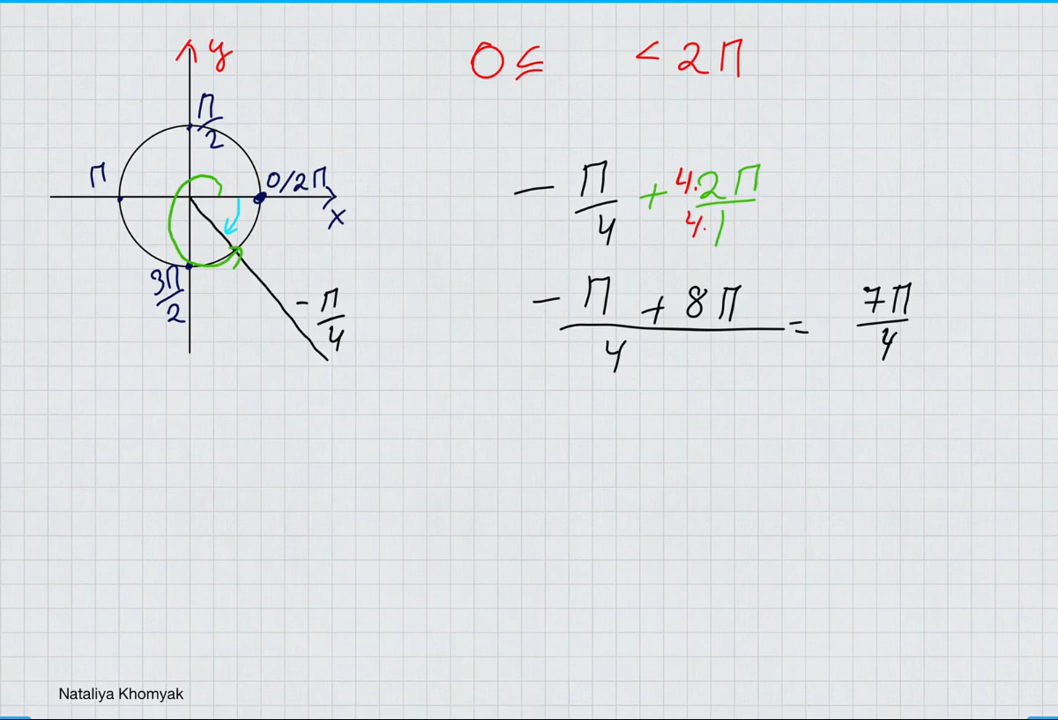 y
0 ≤ < 2π
π/2
π
0/2π
x
- π/4 + 4·2π/4·1
3π/2
- π/4
(- π + 8π)/4 = 7π/4
Nataliya Khomyak